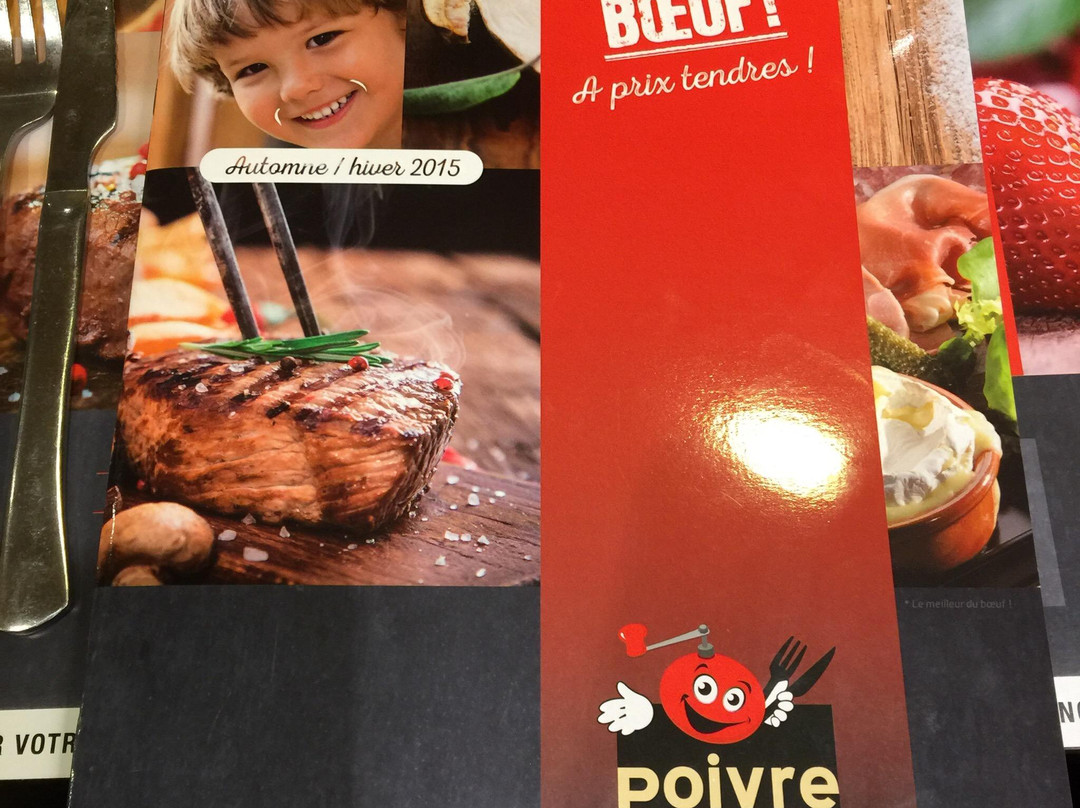 BŒUF!
A prix tendres !
Automne / hiver 2015
* Le meilleur du bœuf !
R VOTR
NO
poivre